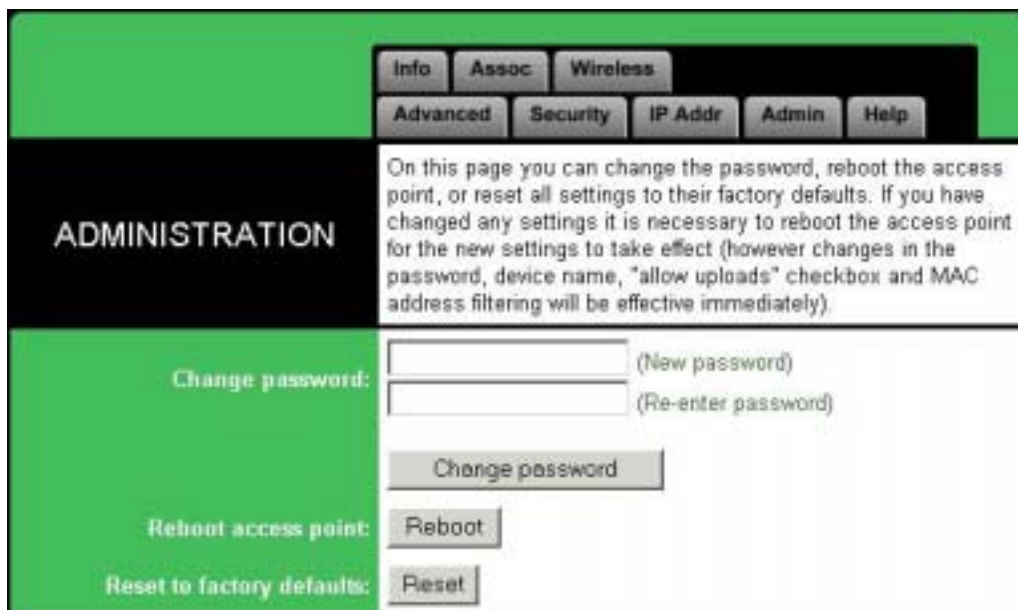 Info Assoc Wireless
Advanced Security IP Addr Admin Help
ADMINISTRATION
On this page you can change the password, reboot the access
point, or reset all settings to their factory defaults. If you have
changed any settings it is necessary to reboot the access point
for the new settings to take effect (however changes in the
password, device name, "allow uploads" checkbox and MAC
address filtering will be effective immediately).
Change password:
(New password)
(Re-enter password)
Change password
Reboot access point:
Reboot
Reset to factory defaults:
Reset